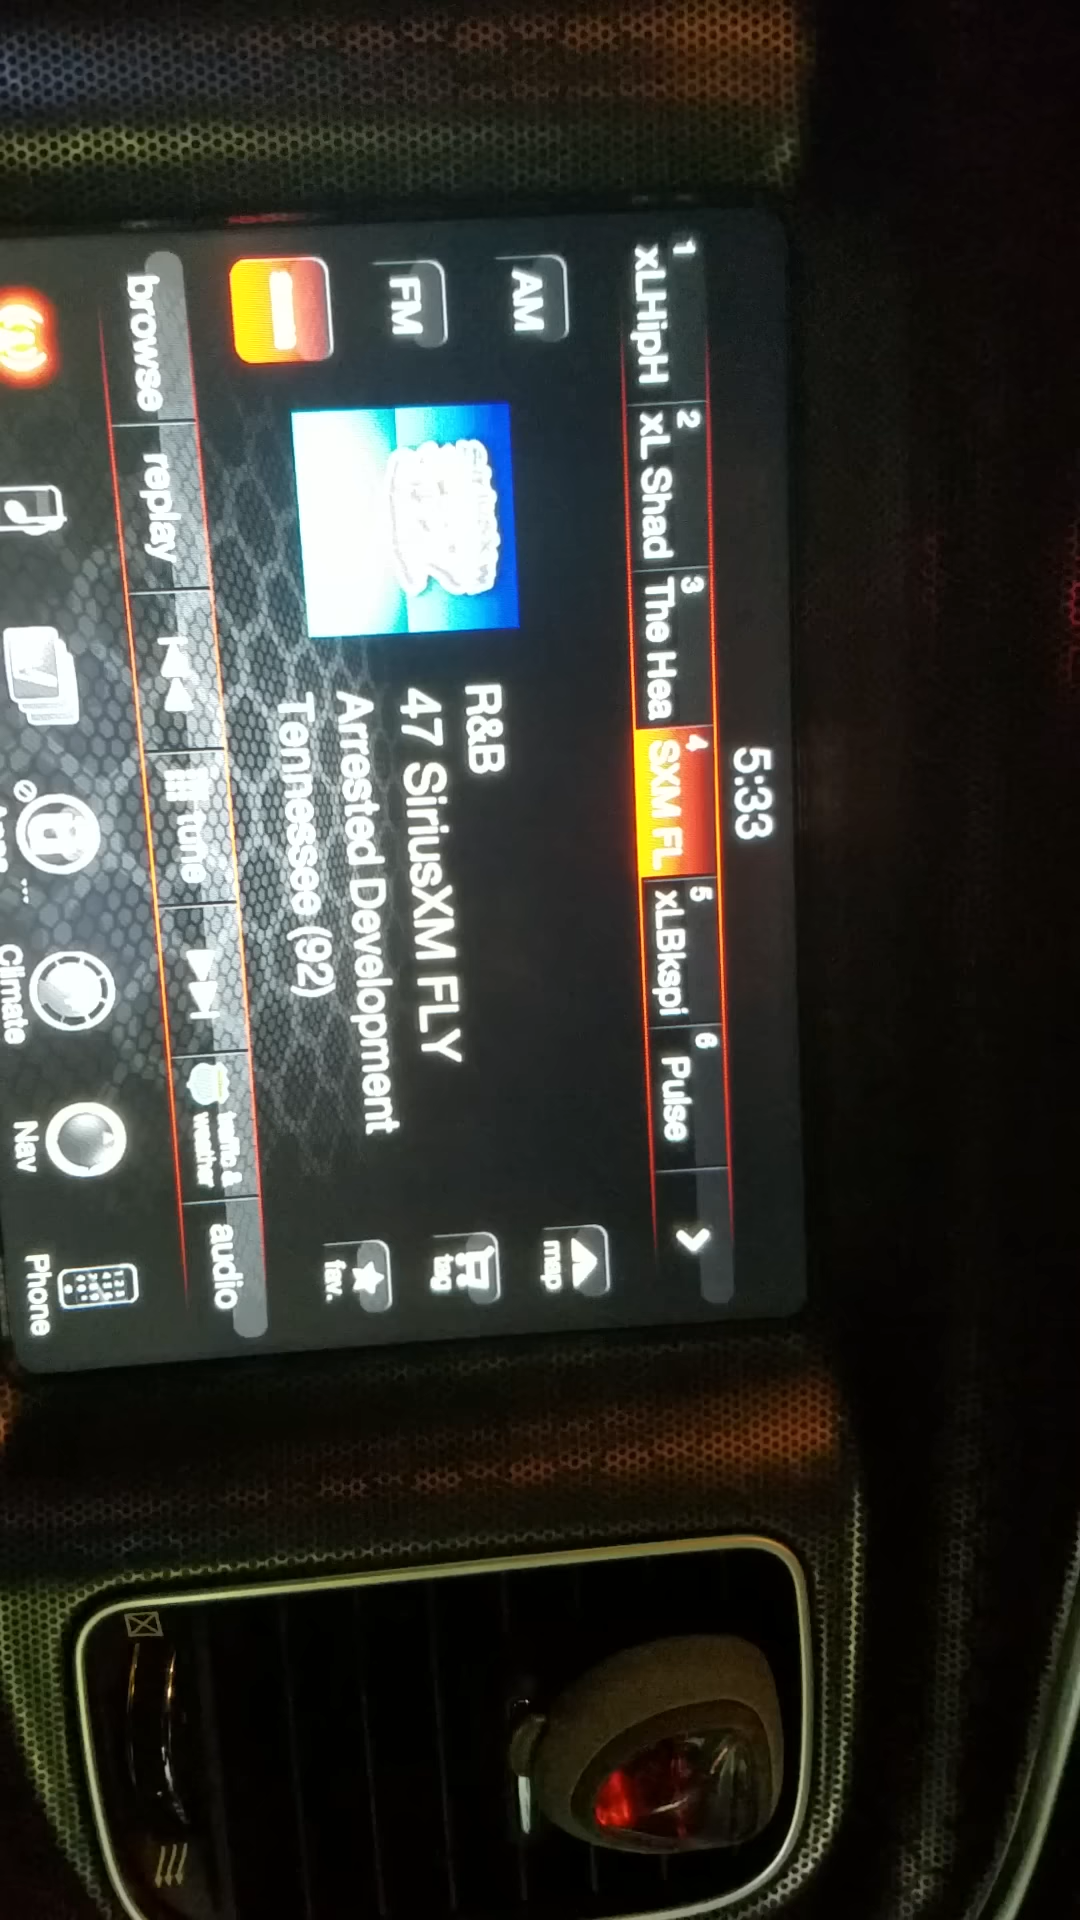 5:33
1 xLHipH 2 xL Shad 3 The Hea 4 SXM FL 5 xLBkspi 6 Pulse
AM
FM
R&B
47 SiriusXM FLY
Arrested Development
Tennessee (92)
map
tag
fav.
browse replay tune traffic & weather audio
Climate Nav Phone